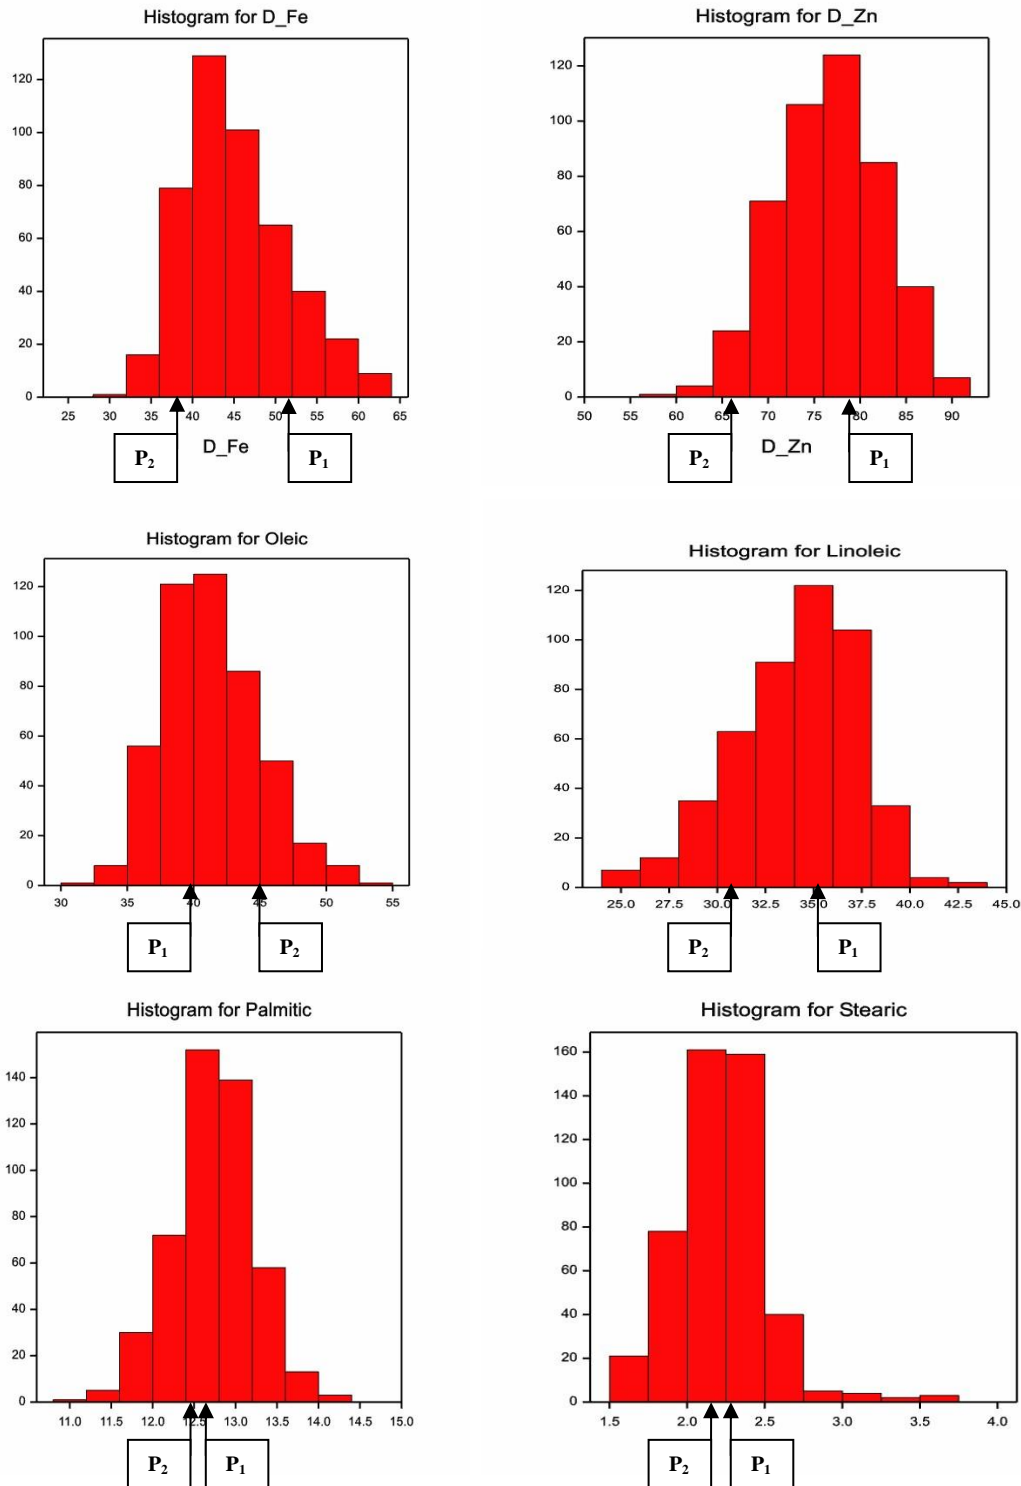 Histogram for D_Fe
120
100
80
60
40
20
0
25 30 35 40 45 50 55 60 65
D_Fe
P2
P1
Histogram for D_Zn
120
100
80
60
40
20
0
50 55 60 65 70 75 80 85 90
D_Zn
P2
P1
Histogram for Oleic
120
100
80
60
40
20
0
30 35 40 45 50 55
P1
P2
Histogram for Linoleic
120
100
80
60
40
20
0
25.0 27.5 30.0 32.5 35.0 37.5 40.0 42.5 45.0
P2
P1
Histogram for Palmitic
140
120
100
80
60
40
20
0
11.0 11.5 12.0 12.5 13.0 13.5 14.0 14.5 15.0
P2
P1
Histogram for Stearic
160
140
120
100
80
60
40
20
0
1.5 2.0 2.5 3.0 3.5 4.0
P2
P1